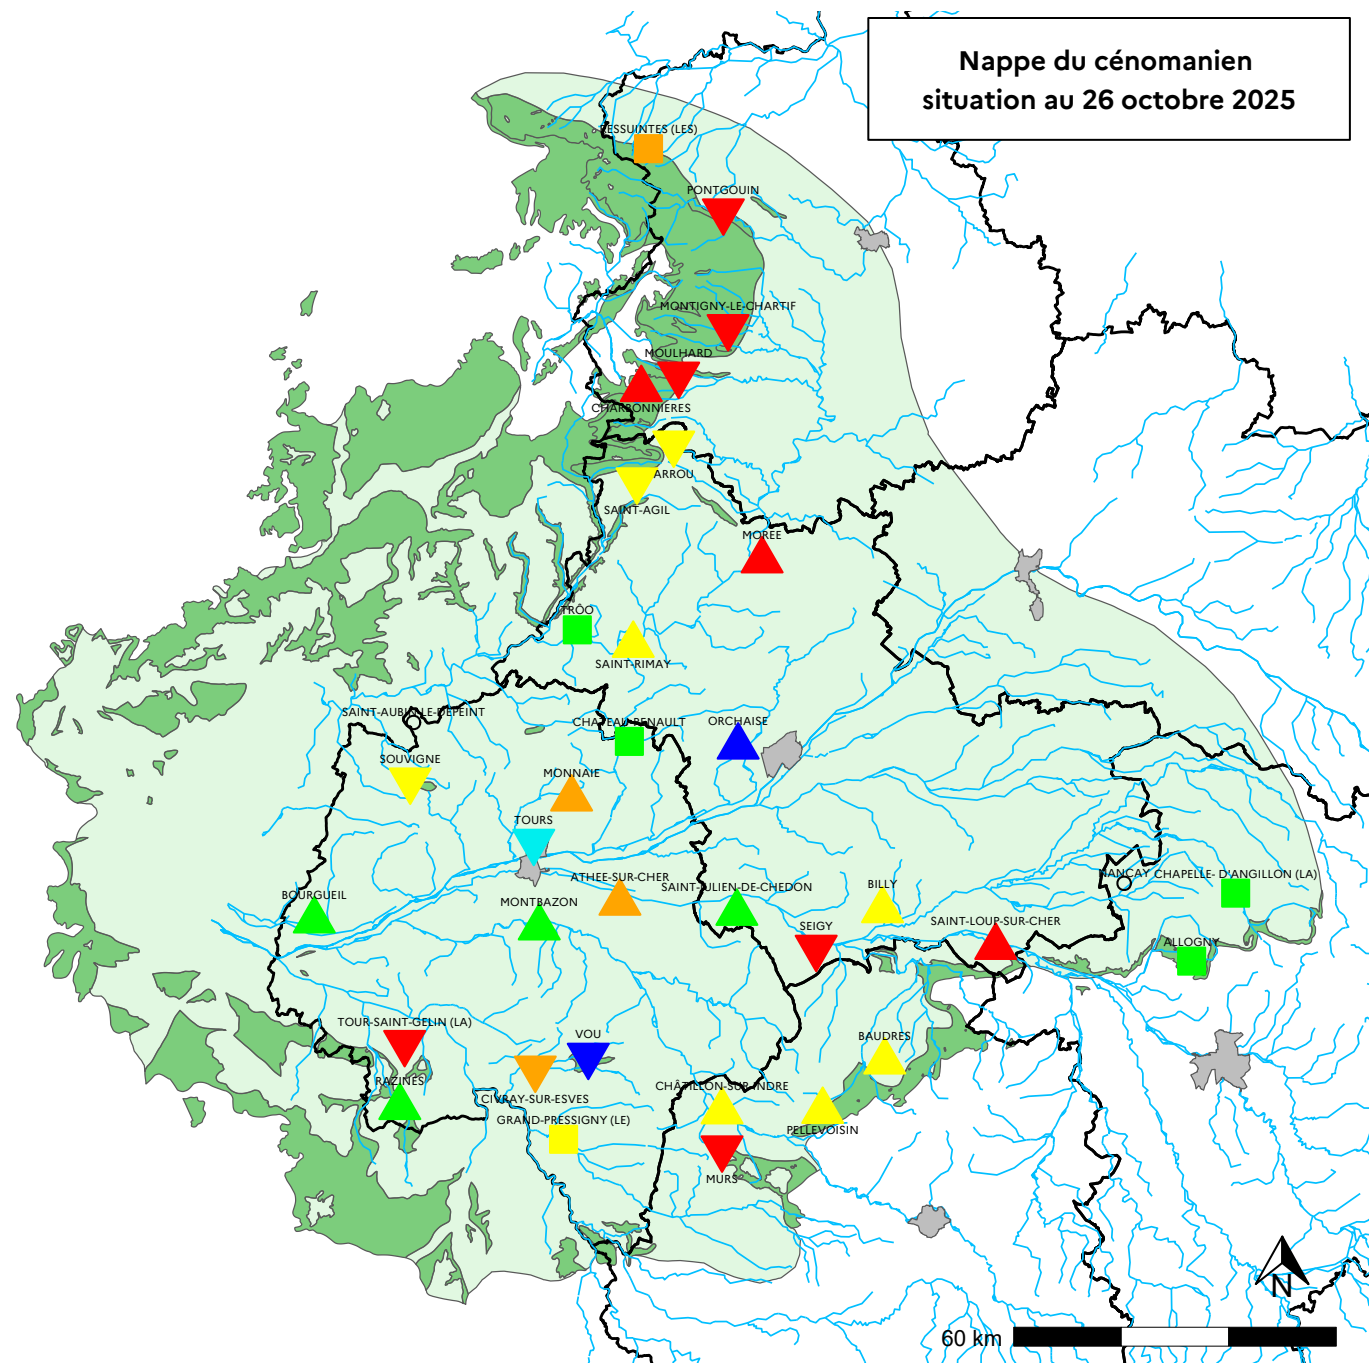 Nappe du cénomanien
situation au 26 octobre 2025
RESSUINTES (LES)
PONTGOUIN
MONTIGNY-LE-CHARTIF
MOULHARD
CHARBONNIERES
ARROU
SAINT-AGIL
MOREE
TRÔO
SAINT-RIMAY
SAINT-AUBIN-LE-DEPEINT
CHATEAU-RENAULT
ORCHAISE
SOUVIGNE
MONNAIE
TOURS
ATHEE-SUR-CHER
SAINT-JULIEN-DE-CHEDON
BILLY
NANCAY
CHAPELLE- D'ANGILLON (LA)
BOURGUEIL
MONTBAZON
SEIGY
SAINT-LOUP-SUR-CHER
ALLOGNY
TOUR-SAINT-GELIN (LA)
VOU
BAUDRES
RAZINES
CIVRAY-SUR-ESVES
CHÂTILLON-SUR-INDRE
GRAND-PRESSIGNY (LE)
PELLEVOISIN
MURS
N
60 km